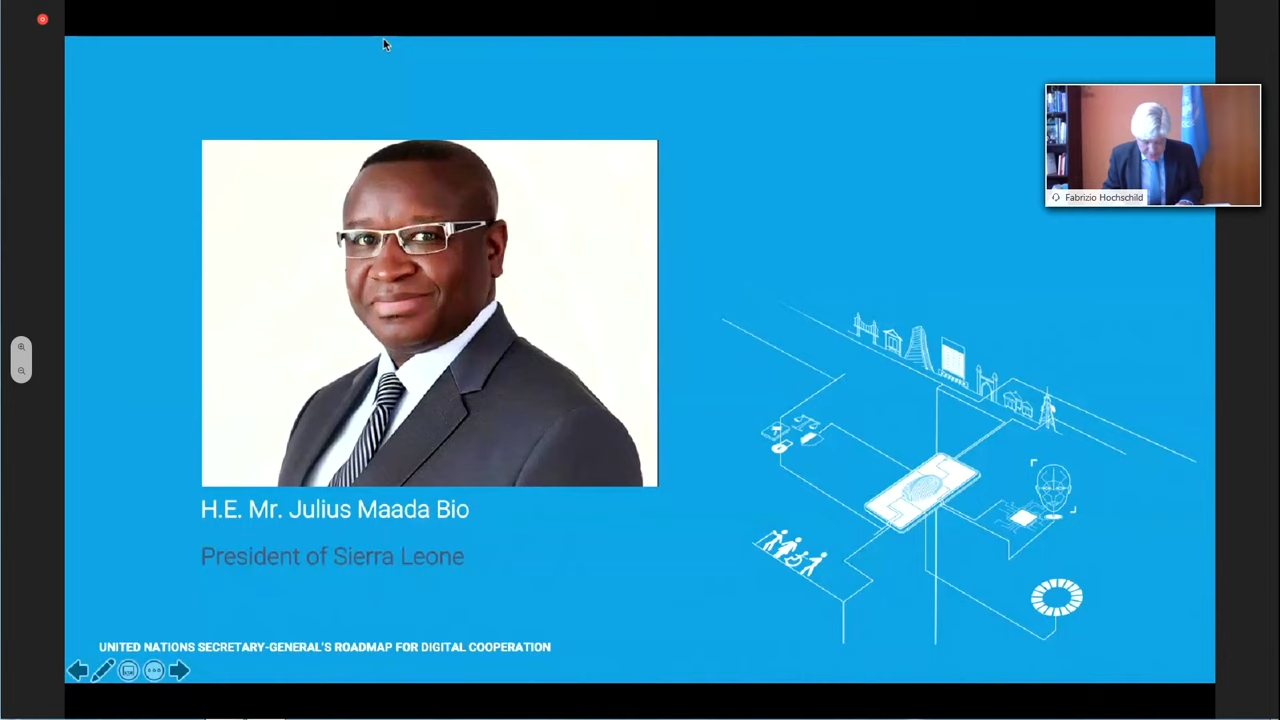 Fabrizio Hochschild
H.E. Mr. Julius Maada Bio
President of Sierra Leone
UNITED NATIONS SECRETARY-GENERAL'S ROADMAP FOR DIGITAL COOPERATION